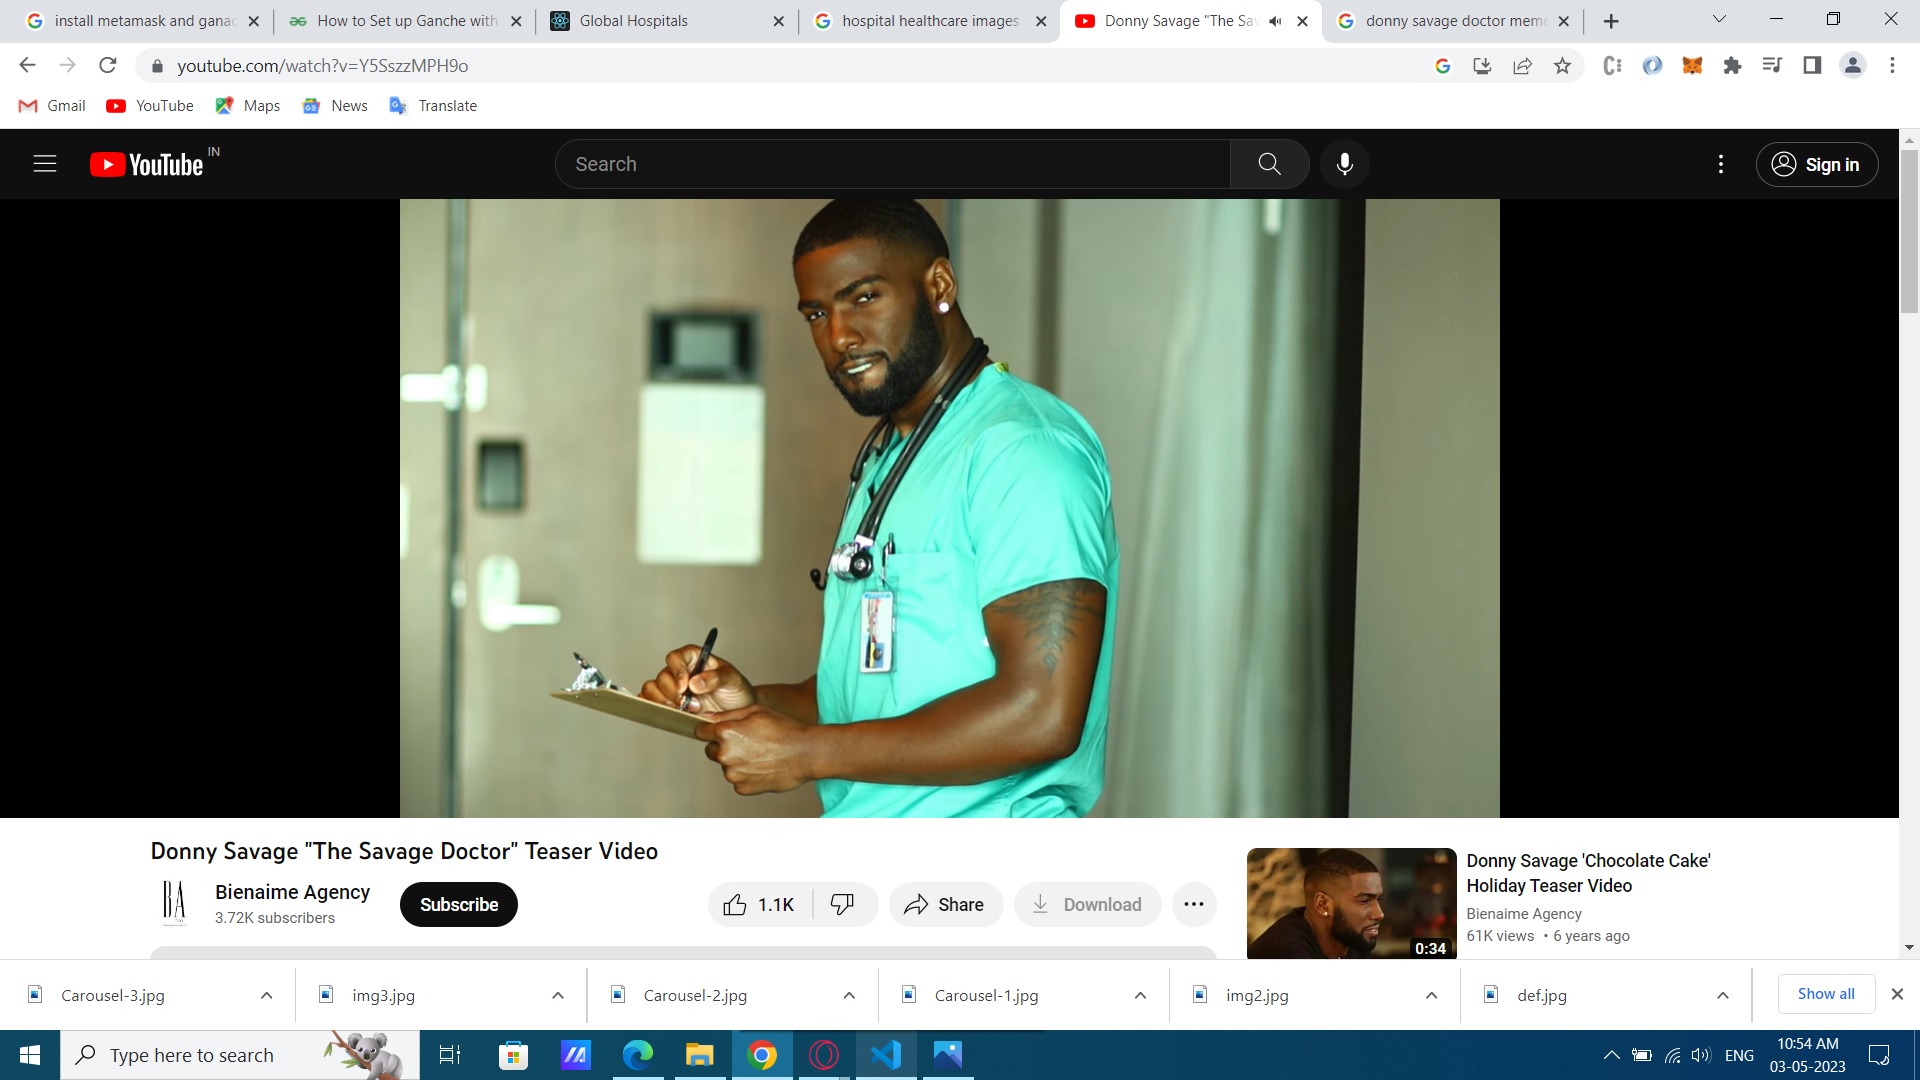 install metamask and ganac
How to Set up Ganche with
Global Hospitals
hospital healthcare images
Donny Savage "The Sav
donny savage doctor meme
youtube.com/watch?v=Y5SszzMPH9o
Gmail
YouTube
Maps
News
Translate
YouTube IN
Search
Sign in
Donny Savage "The Savage Doctor" Teaser Video
BA
Bienaime Agency
3.72K subscribers
Subscribe
1.1K
Share
Download
0:34
Donny Savage 'Chocolate Cake'
Holiday Teaser Video
Bienaime Agency
61K views • 6 years ago
Carousel-3.jpg
img3.jpg
Carousel-2.jpg
Carousel-1.jpg
img2.jpg
def.jpg
Show all
Type here to search
ENG
10:54 AM
03-05-2023